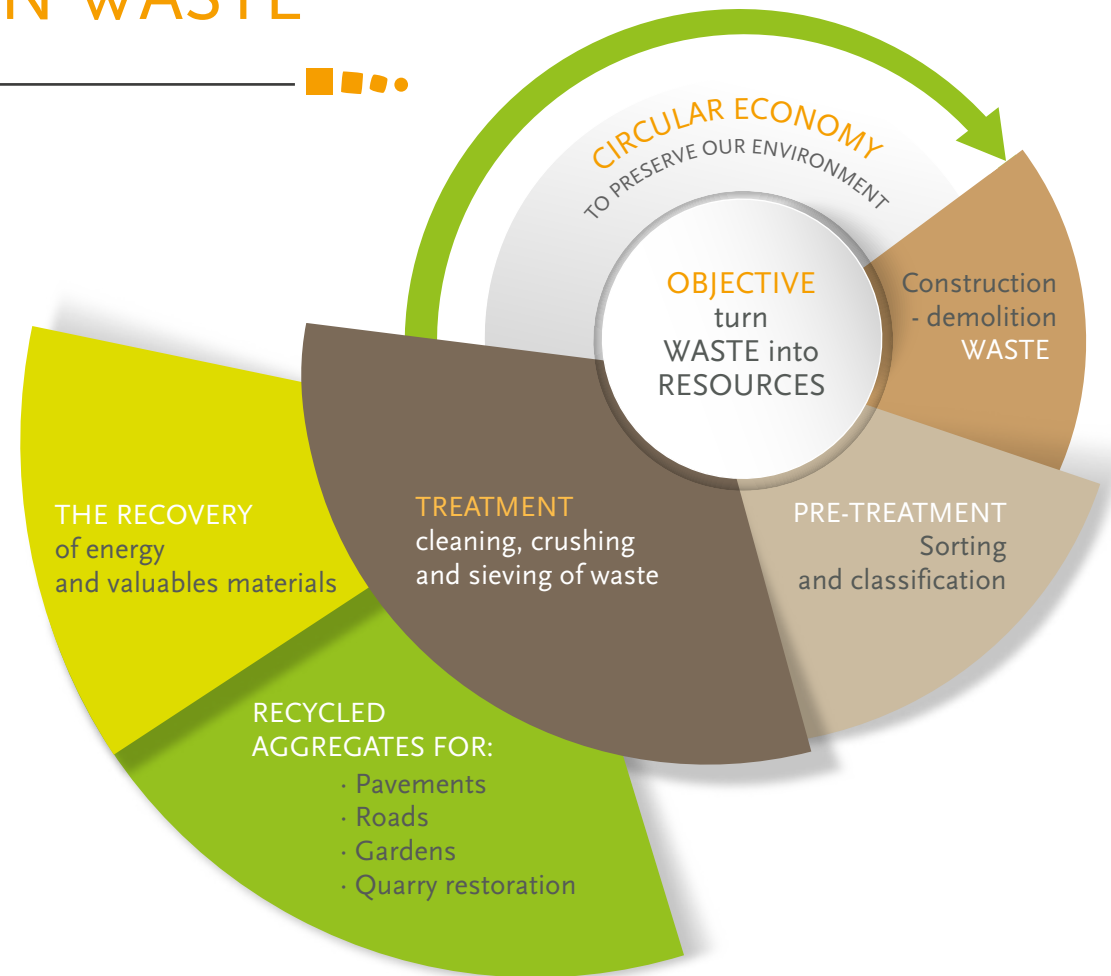 N WASTE
CIRCULAR ECONOMY
TO PRESERVE OUR ENVIRONMENT
OBJECTIVE
turn
WASTE into
RESOURCES
Construction
- demolition
WASTE
PRE-TREATMENT
Sorting
and classification
TREATMENT
cleaning, crushing
and sieving of waste
THE RECOVERY
of energy
and valuables materials
RECYCLED
AGGREGATES FOR:
· Pavements
· Roads
· Gardens
· Quarry restoration